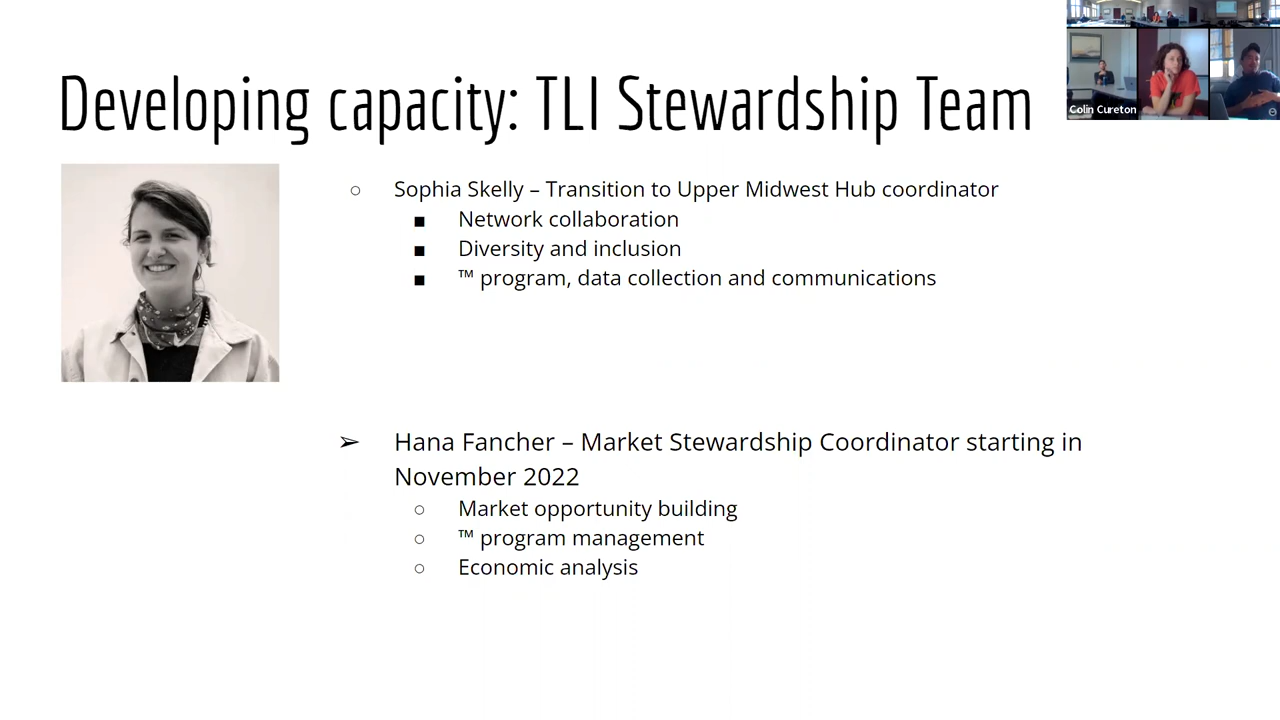 Developing capacity: TLI Stewardship Team
Colin Cureton
Sophia Skelly – Transition to Upper Midwest Hub coordinator
Network collaboration
Diversity and inclusion
™ program, data collection and communications
Hana Fancher – Market Stewardship Coordinator starting in
November 2022
Market opportunity building
™ program management
Economic analysis